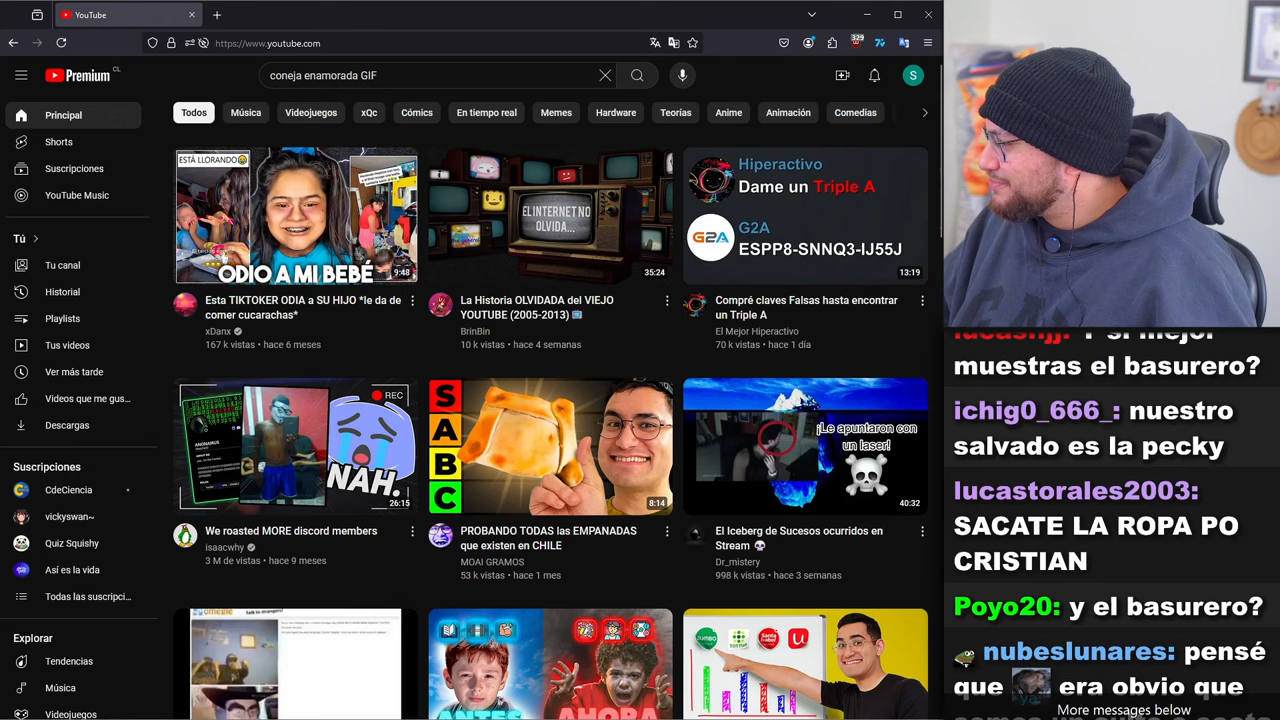 YouTube
https://www.youtube.com
329
Premium CL
coneja enamorada GIF
S
Todos
Música
Videojuegos
xQc
Cómics
En tiempo real
Memes
Hardware
Teorías
Anime
Animación
Comedias
Principal
Shorts
Suscripciones
YouTube Music
Tú
Tu canal
Historial
Playlists
Tus videos
Ver más tarde
Videos que me gus...
Descargas
Suscripciones
CdeCiencia
vickyswan~
Quiz Squishy
Así es la vida
Todas las suscripci...
Explorar
Tendencias
Música
Videojuegos
ESTÁ LLORANDO
ODIO A MI BEBÉ
9:48
Esta TIKTOKER ODIA a SU HIJO *le da de
comer cucarachas*
xDanx
167 k vistas • hace 6 meses
EL INTERNET NO
OLVIDA...
35:24
La Historia OLVIDADA del VIEJO
YOUTUBE (2005-2013)
BrinBin
10 k vistas • hace 4 semanas
Hiperactivo
Dame un Triple A
G2A
G2A
ESPP8-SNNQ3-IJ55J
13:19
Compré claves Falsas hasta encontrar
un Triple A
El Mejor Hiperactivo
70 k vistas • hace 1 día
REC
NAH.
26:15
We roasted MORE discord members
isaacwhy
3 M de vistas • hace 9 meses
S
A
B
C
8:14
PROBANDO TODAS las EMPANADAS
que existen en CHILE
MOAI GRAMOS
53 k vistas • hace 1 mes
¡Le apuntaron con
un laser!
40:32
El Iceberg de Sucesos ocurridos en
Stream
Dr_mistery
998 k vistas • hace 3 semanas
omegle
ANTES
AHORA
JUMBO
TOTTUS
Santa Isabel
U
lucasnjj: Y si mejor
muestras el basurero?
ichig0_666_: nuestro
salvado es la pecky
lucastorales2003:
SACATE LA ROPA PO
CRISTIAN
Poyo20: y el basurero?
nubeslunares: pensé
que era obvio que
More messages below